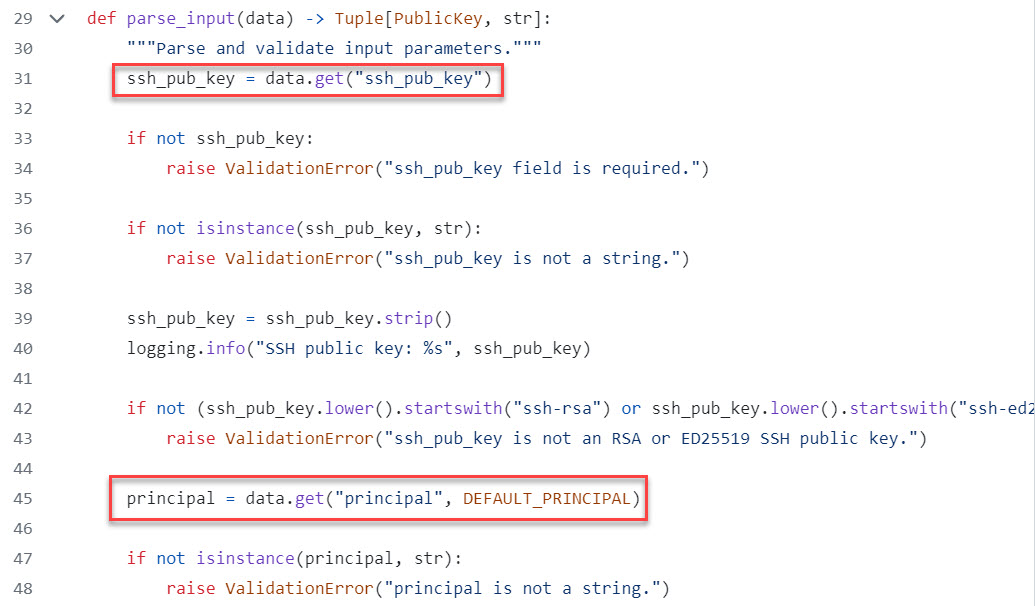 29 def parse_input(data) -> Tuple[PublicKey, str]:
30 """Parse and validate input parameters."""
31 ssh_pub_key = data.get("ssh_pub_key")
32
33 if not ssh_pub_key:
34 raise ValidationError("ssh_pub_key field is required.")
35
36 if not isinstance(ssh_pub_key, str):
37 raise ValidationError("ssh_pub_key is not a string.")
38
39 ssh_pub_key = ssh_pub_key.strip()
40 logging.info("SSH public key: %s", ssh_pub_key)
41
42 if not (ssh_pub_key.lower().startswith("ssh-rsa") or ssh_pub_key.lower().startswith("ssh-ed2
43 raise ValidationError("ssh_pub_key is not an RSA or ED25519 SSH public key.")
44
45 principal = data.get("principal", DEFAULT_PRINCIPAL)
46
47 if not isinstance(principal, str):
48 raise ValidationError("principal is not a string.")